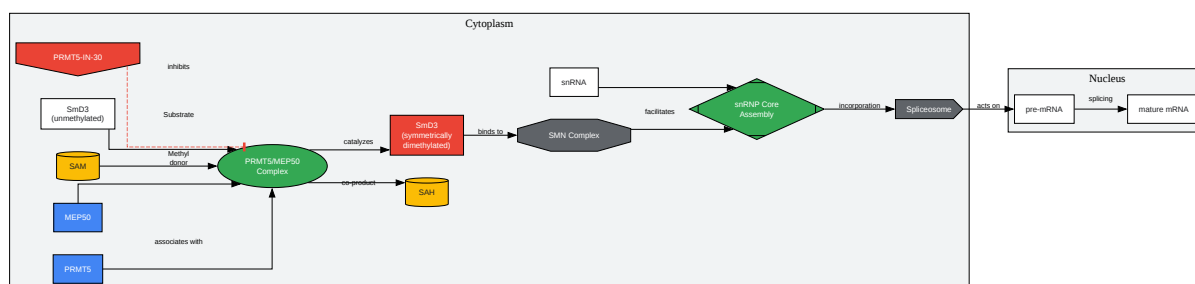 Cytoplasm
PRMT5-IN-30
inhibits
SmD3
(unmethylated)
Substrate
SAM
Methyl
donor
MEP50
PRMT5
associates with
PRMT5/MEP50
Complex
catalyzes
co-product
SmD3
(symmetrically
dimethylated)
SAH
binds to
snRNA
SMN Complex
facilitates
snRNP Core
Assembly
incorporation
Spliceosome
acts on
Nucleus
pre-mRNA
splicing
mature mRNA